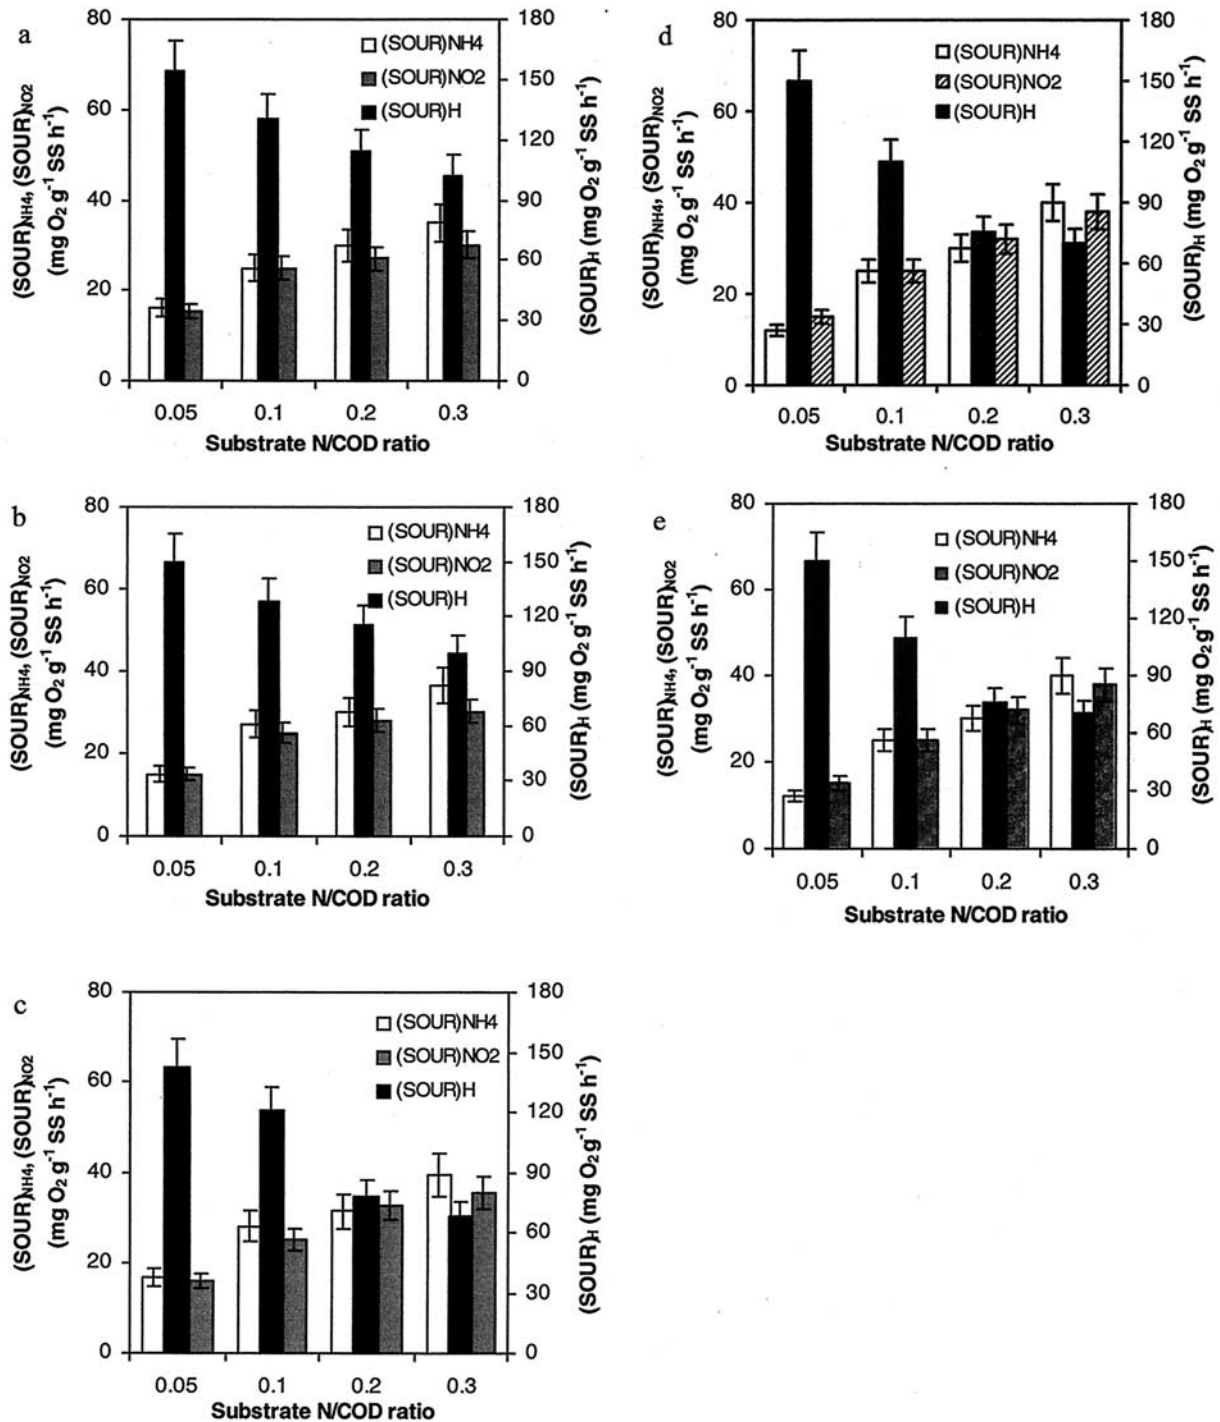 a
(SOUR)NH4
(SOUR)NO2
(SOUR)H
80
60
40
20
0
180
150
120
90
60
30
0
(SOUR)NH4, (SOUR)NO2
(mg O2 g-1 SS h-1)
(SOUR)H (mg O2 g-1 SS h-1)
0.05 0.1 0.2 0.3
Substrate N/COD ratio
b
(SOUR)NH4
(SOUR)NO2
(SOUR)H
80
60
40
20
0
180
150
120
90
60
30
0
(SOUR)NH4, (SOUR)NO2
(mg O2 g-1 SS h-1)
(SOUR)H (mg O2 g-1 SS h-1)
0.05 0.1 0.2 0.3
Substrate N/COD ratio
c
(SOUR)NH4
(SOUR)NO2
(SOUR)H
80
60
40
20
0
180
150
120
90
60
30
0
(SOUR)NH4, (SOUR)NO2
(mg O2 g-1 SS h-1)
(SOUR)H (mg O2 g-1 SS h-1)
0.05 0.1 0.2 0.3
Substrate N/COD ratio
d
(SOUR)NH4
(SOUR)NO2
(SOUR)H
80
60
40
20
0
180
150
120
90
60
30
0
(SOUR)NH4, (SOUR)NO2
(mg O2 g-1 SS h-1)
(SOUR)H (mg O2 g-1 SS h-1)
0.05 0.1 0.2 0.3
Substrate N/COD ratio
e
(SOUR)NH4
(SOUR)NO2
(SOUR)H
80
60
40
20
0
180
150
120
90
60
30
0
(SOUR)NH4, (SOUR)NO2
(mg O2 g-1 SS h-1)
(SOUR)H (mg O2 g-1 SS h-1)
0.05 0.1 0.2 0.3
Substrate N/COD ratio